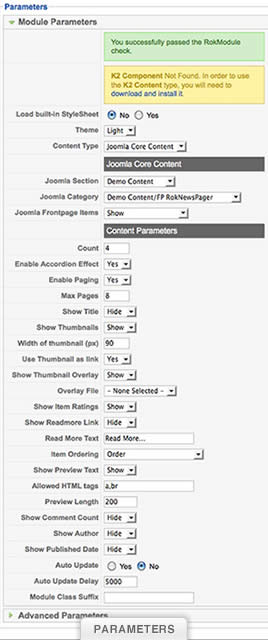 Parameters
Module Parameters
You successfully passed the RokModule
check.
K2 Component Not Found. In order to use
the K2 Content type, you will need to
download and install it.
Load built-in StyleSheet No Yes
Theme Light
Content Type Joomla Core Content
Joomla Core Content
Joomla Section Demo Content
Joomla Category Demo Content/FP RokNewsPager
Joomla Frontpage Items Show
Content Parameters
Count 4
Enable Accordion Effect Yes
Enable Paging Yes
Max Pages 8
Show Title Hide
Show Thumbnails Show
Width of thumbnail (px) 90
Use Thumbnail as link Yes
Show Thumbnail Overlay Show
Overlay File - None Selected -
Show Item Ratings Show
Show Readmore Link Hide
Read More Text Read More...
Item Ordering Order
Show Preview Text Show
Allowed HTML tags a,br
Preview Length 200
Show Comment Count Hide
Show Author Hide
Show Published Date Hide
Auto Update Yes No
Auto Update Delay 5000
Module Class Suffix
Advanced Parameters
PARAMETERS